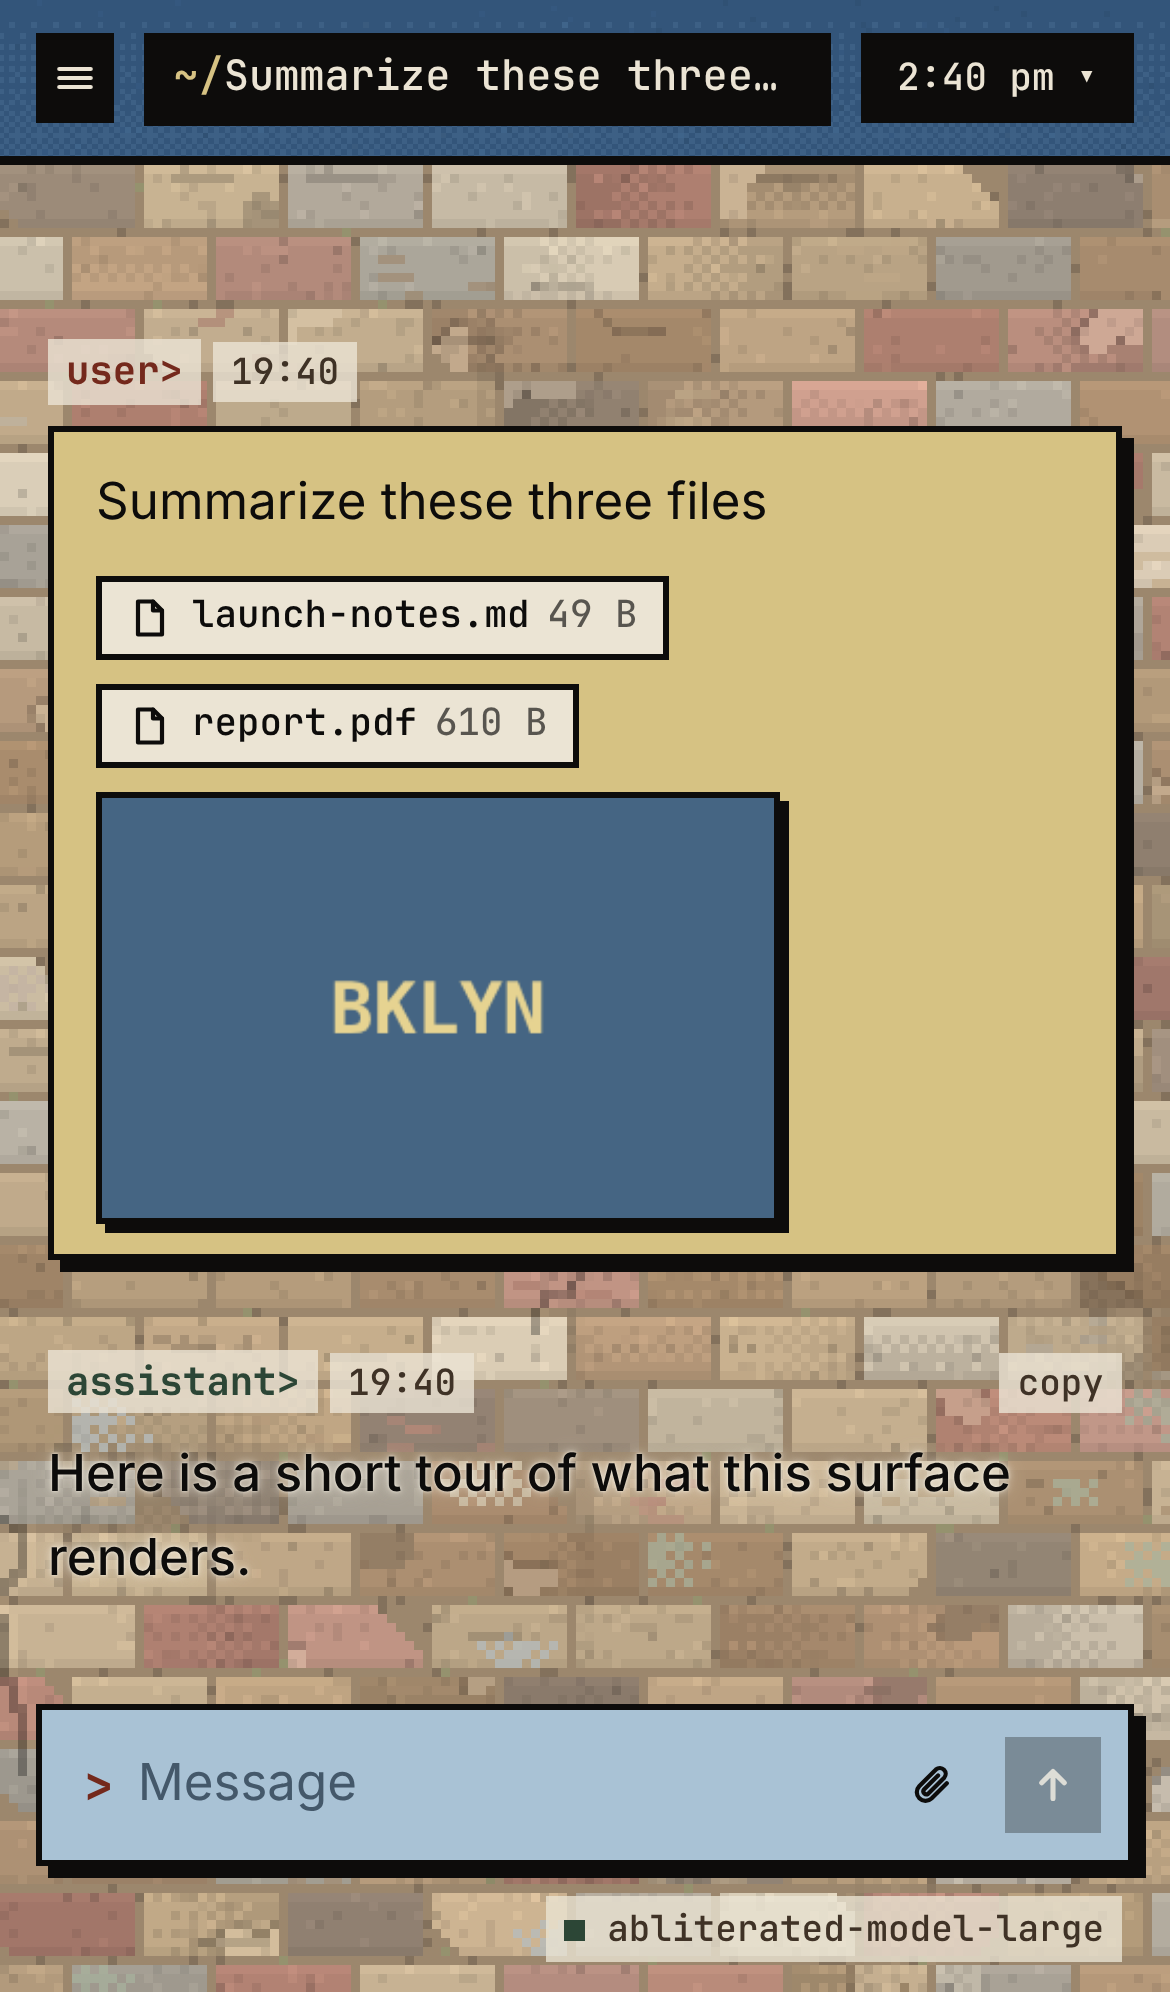 ~/Summarize these three…
2:40 pm ▾
user> 19:40
Summarize these three files
launch-notes.md 49 B
report.pdf 610 B
BKLYN
assistant> 19:40
copy
Here is a short tour of what this surface
renders.
> Message
abliterated-model-large